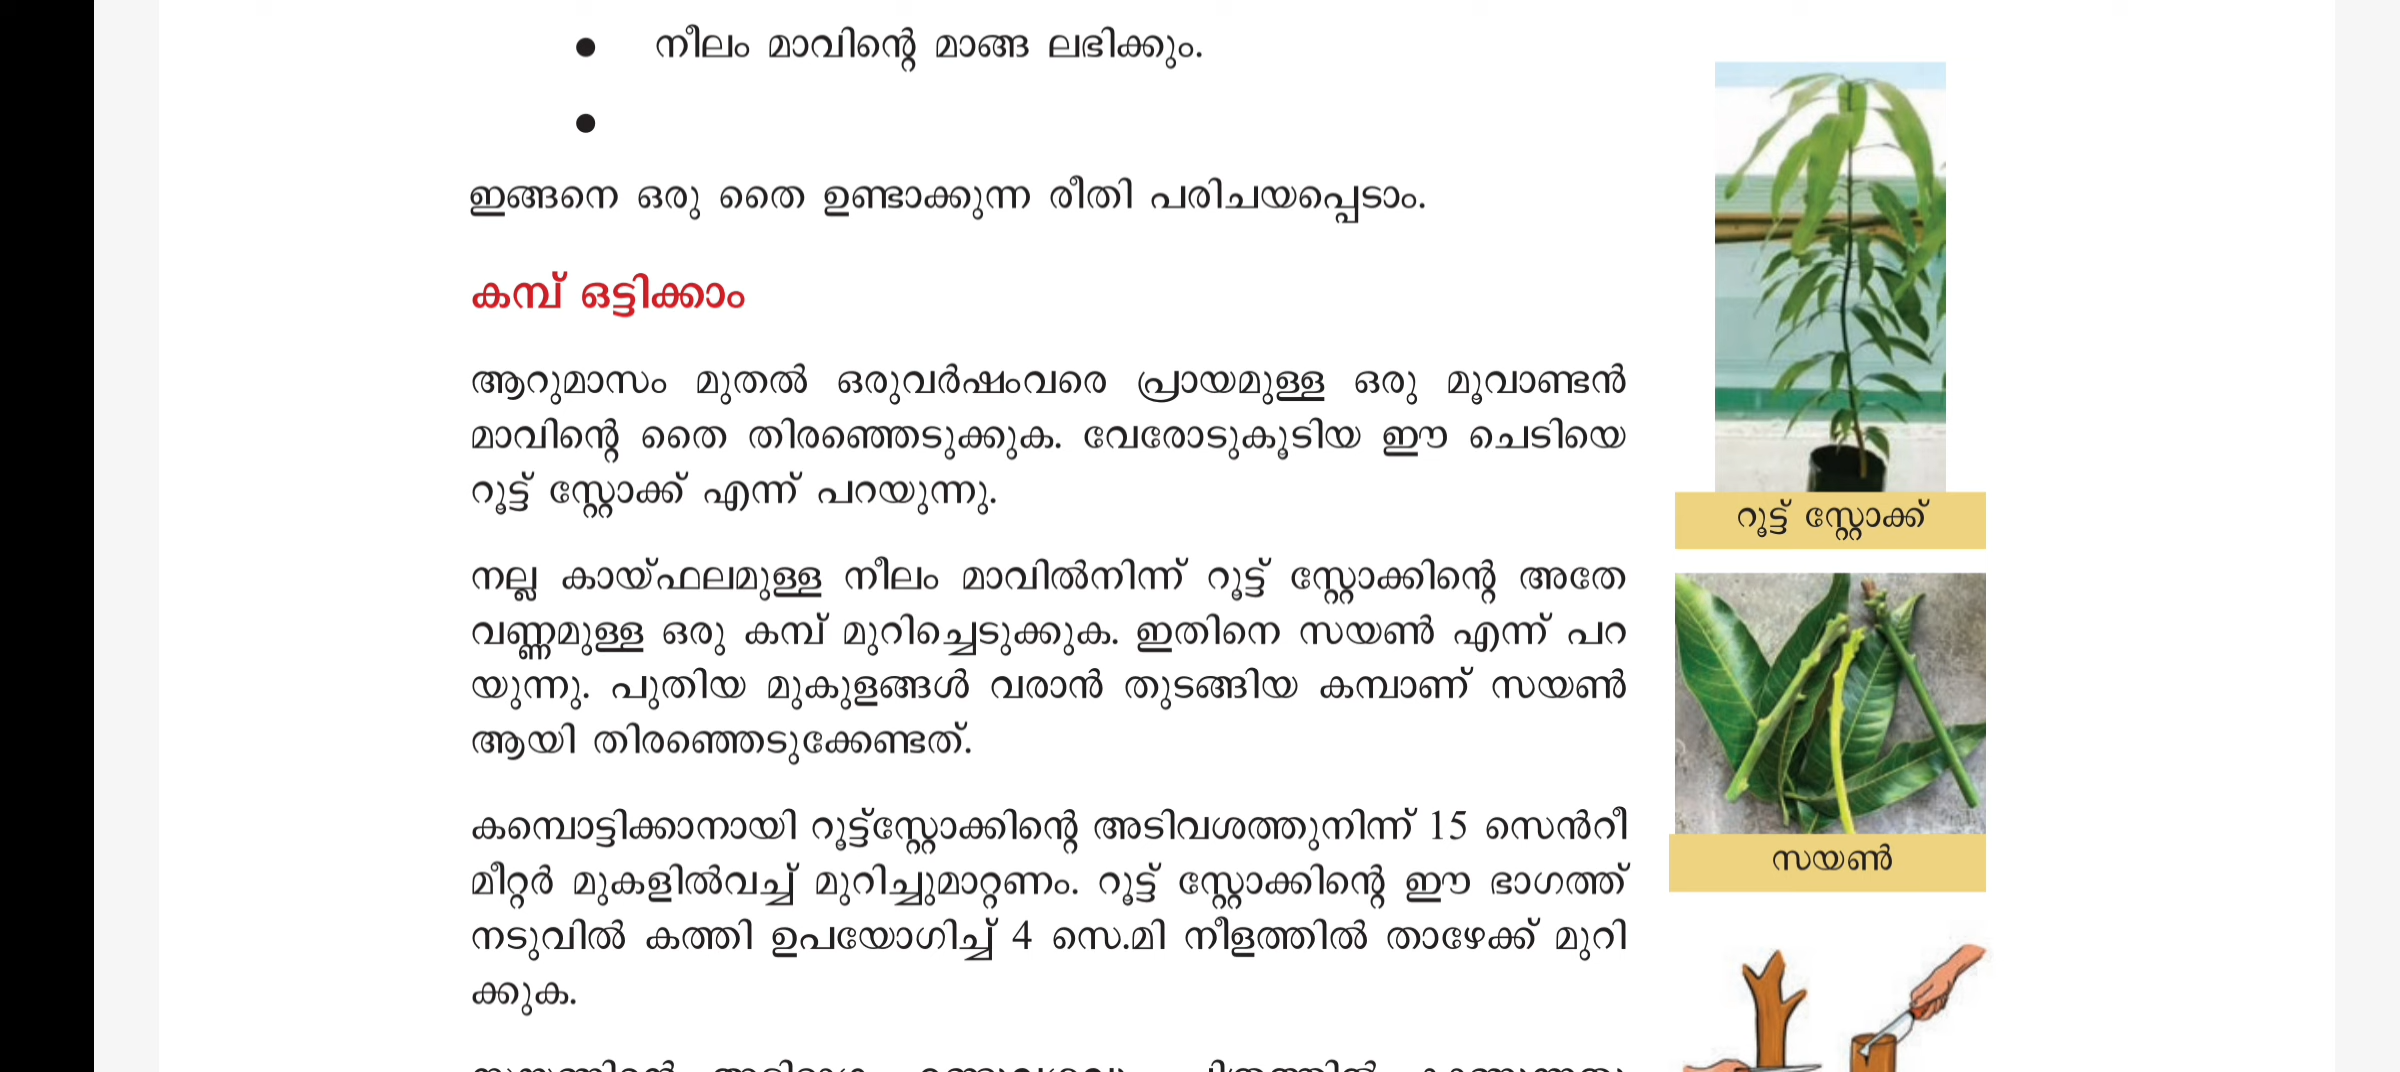 ● നീലം മാവിന്റെ മാങ്ങ ലഭിക്കും.
●
ഇങ്ങനെ ഒരു തൈ ഉണ്ടാക്കുന്ന രീതി പരിചയപ്പെടാം.
കമ്പ് ഒട്ടിക്കാം
ആറുമാസം മുതൽ ഒരുവർഷംവരെ പ്രായമുള്ള ഒരു മൂവാണ്ടൻ
മാവിന്റെ തൈ തിരഞ്ഞെടുക്കുക. വേരോടുകൂടിയ ഈ ചെടിയെ
റൂട്ട് സ്റ്റോക്ക് എന്ന് പറയുന്നു.
നല്ല കായ്ഫലമുള്ള നീലം മാവിൽനിന്ന് റൂട്ട് സ്റ്റോക്കിന്റെ അതേ
വണ്ണമുള്ള ഒരു കമ്പ് മുറിച്ചെടുക്കുക. ഇതിനെ സയൺ എന്ന് പറ
യുന്നു. പുതിയ മുകുളങ്ങൾ വരാൻ തുടങ്ങിയ കമ്പാണ് സയൺ
ആയി തിരഞ്ഞെടുക്കേണ്ടത്.
കമ്പൊട്ടിക്കാനായി റൂട്ട്സ്റ്റോക്കിന്റെ അടിവശത്തുനിന്ന് 15 സെൻറീ
മീറ്റർ മുകളിൽവച്ച് മുറിച്ചുമാറ്റണം. റൂട്ട് സ്റ്റോക്കിന്റെ ഈ ഭാഗത്ത്
നടുവിൽ കത്തി ഉപയോഗിച്ച് 4 സെ.മി നീളത്തിൽ താഴേക്ക് മുറി
ക്കുക.
റൂട്ട് സ്റ്റോക്ക്
സയൺ